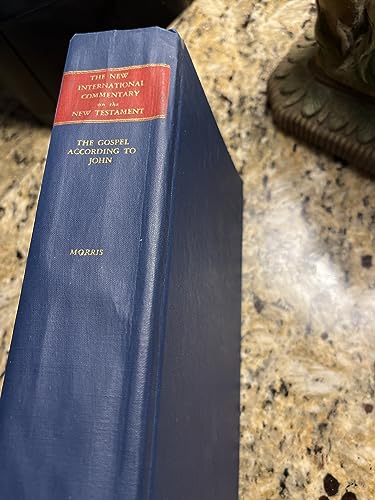 THE NEW
INTERNATIONAL
COMMENTARY
on the
NEW TESTAMENT
THE GOSPEL
ACCORDING TO
JOHN
MORRIS